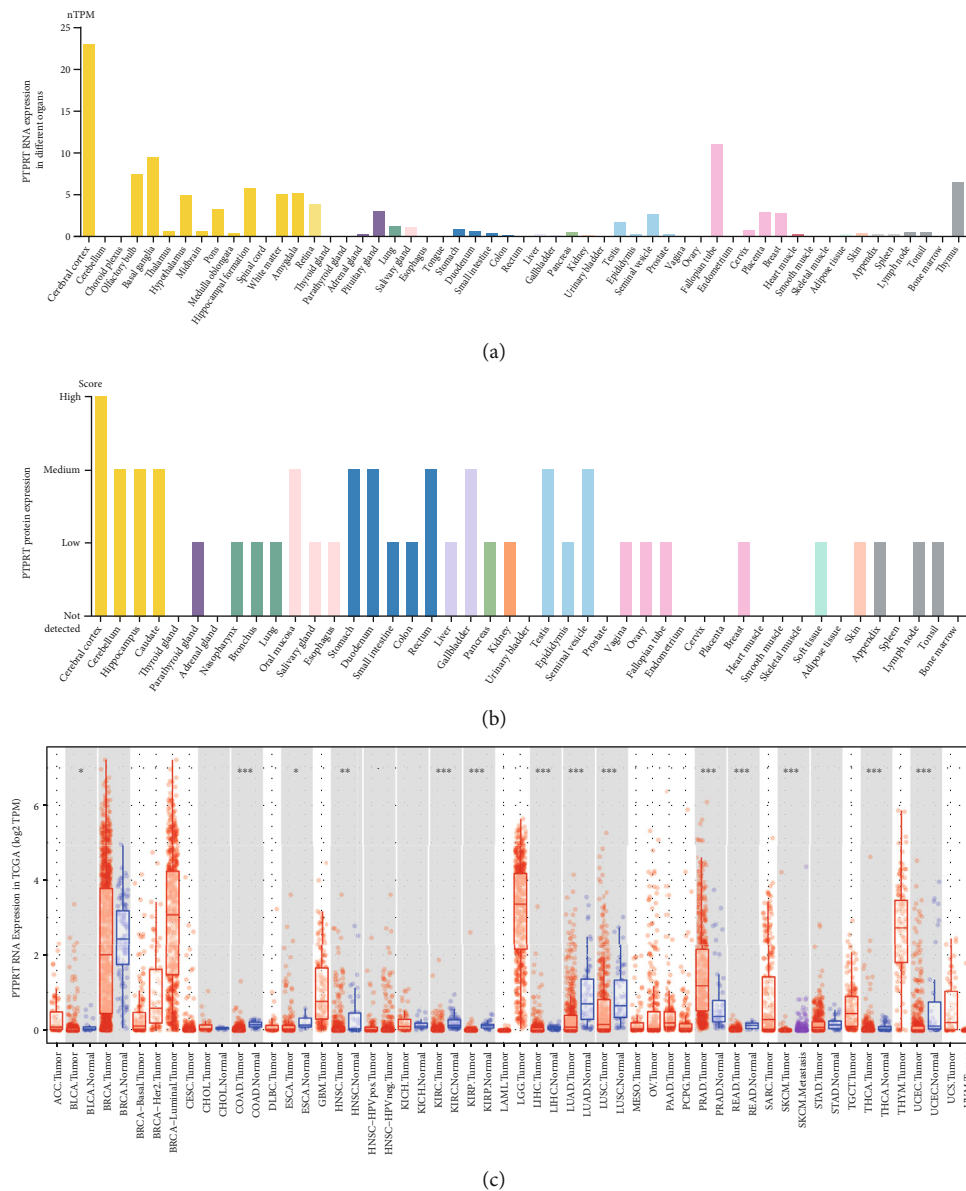 nTPM
PTPRT RNA expression
in different organs
25
20
15
10
5
0
Cerebral cortex
Cerebellum
Choroid plexus
Olfactory bulb
Basal ganglia
Thalamus
Hypothalamus
Midbrain
Pons
Medulla oblongata
Hippocampal formation
Spinal cord
White matter
Amygdala
Retina
Thyroid gland
Parathyroid gland
Adrenal gland
Pituitary gland
Lung
Salivary gland
Esophagus
Tongue
Stomach
Duodenum
Small intestine
Colon
Rectum
Liver
Gallbladder
Pancreas
Kidney
Urinary bladder
Testis
Epididymis
Seminal vesicle
Prostate
Vagina
Ovary
Fallopian tube
Endometrium
Cervix
Placenta
Breast
Heart muscle
Smooth muscle
Skeletal muscle
Adipose tissue
Skin
Appendix
Spleen
Lymph node
Tonsil
Bone marrow
Thymus
(a)
Score
PTPRT protein expression
High
Medium
Low
Not
detected
Cerebral cortex
Cerebellum
Hippocampus
Caudate
Thyroid gland
Parathyroid gland
Arenal gland
Nasopharynx
Bronchus
Lung
Oral mucosa
Salivary gland
Esophagus
Stomach
Duodenum
Small intestine
Colon
Rectum
Liver
Gallbladder
Pancreas
Kidney
Urinary bladder
Testis
Epididymis
Seminal vesicle
Prostate
Vagina
Ovary
Fallopian tube
Endometrium
Cervix
Placenta
Breast
Heart muscle
Smooth muscle
Skeletal muscle
Soft tissue
Adipose tissue
Skin
Appendix
Spleen
Lymph node
Tonsil
Bone marrow
(b)
PTPRT RNA Expression in TCGA (log2 TPM)
6
4
2
0
* *** * ** *** *** *** *** *** *** *** *** *** ***
ACC.Tumor
BLCA.Tumor
BLCA.Normal
BRCA.Tumor
BRCA.Normal
BRCA−Basal.Tumor
BRCA−Her2.Tumor
BRCA−Luminal.Tumor
CESC.Tumor
CHOL.Tumor
CHOL.Normal
COAD.Tumor
COAD.Normal
DLBC.Tumor
ESCA.Tumor
ESCA.Normal
GBM.Tumor
HNSC.Tumor
HNSC.Normal
HNSC−HPV pos.Tumor
HNSC−HPV neg.Tumor
KICH.Tumor
KICH.Normal
KIRC.Tumor
KIRC.Normal
KIRP.Tumor
KIRP.Normal
LAML.Tumor
LGG.Tumor
LIHC.Tumor
LIHC.Normal
LUAD.Tumor
LUAD.Normal
LUSC.Tumor
LUSC.Normal
MESO.Tumor
OV.Tumor
PAAD.Tumor
PCPG.Tumor
PRAD.Tumor
PRAD.Normal
READ.Tumor
READ.Normal
SARC.Tumor
SKCM.Tumor
SKCM.Metastasis
STAD.Tumor
STAD.Normal
TGCT.Tumor
THCA.Tumor
THCA.Normal
THYM.Tumor
UCEC.Tumor
UCEC.Normal
UCS.Tumor
(c)